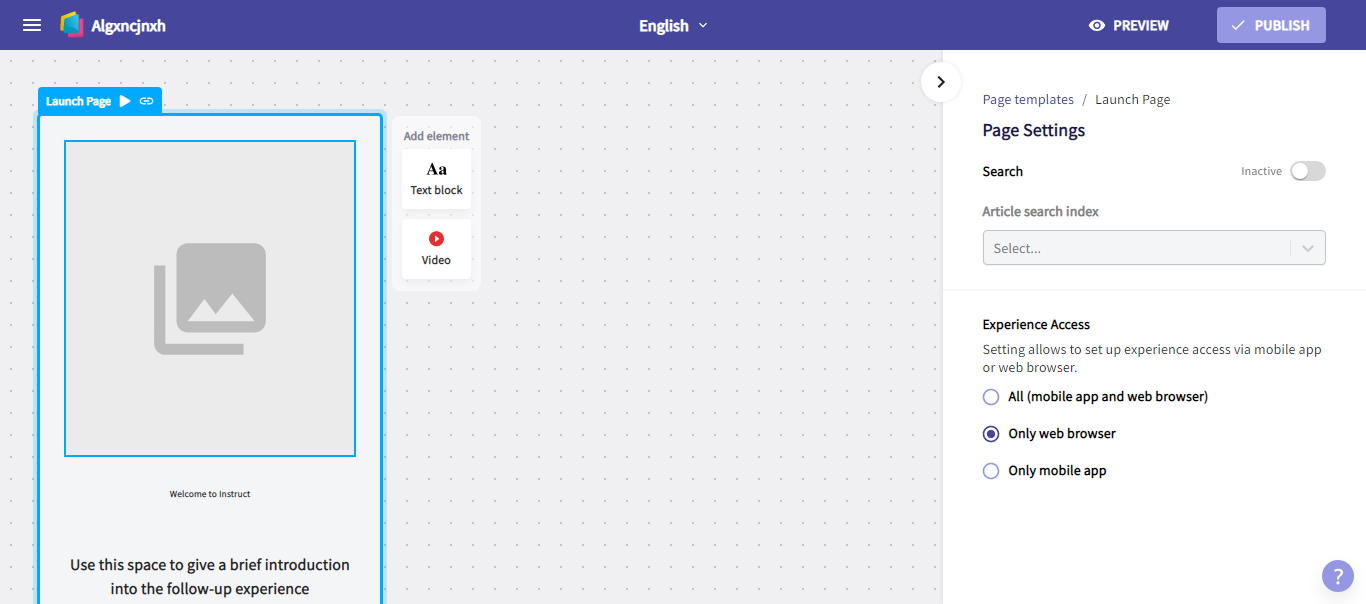 Algxncjnxh
English
PREVIEW
PUBLISH
Launch Page
Add element
Aa
Text block
Video
Welcome to Instruct
Use this space to give a brief introduction
into the follow-up experience
Page templates / Launch Page
Page Settings
Search
Inactive
Article search index
Select...
Experience Access
Setting allows to set up experience access via mobile app
or web browser.
All (mobile app and web browser)
Only web browser
Only mobile app
?